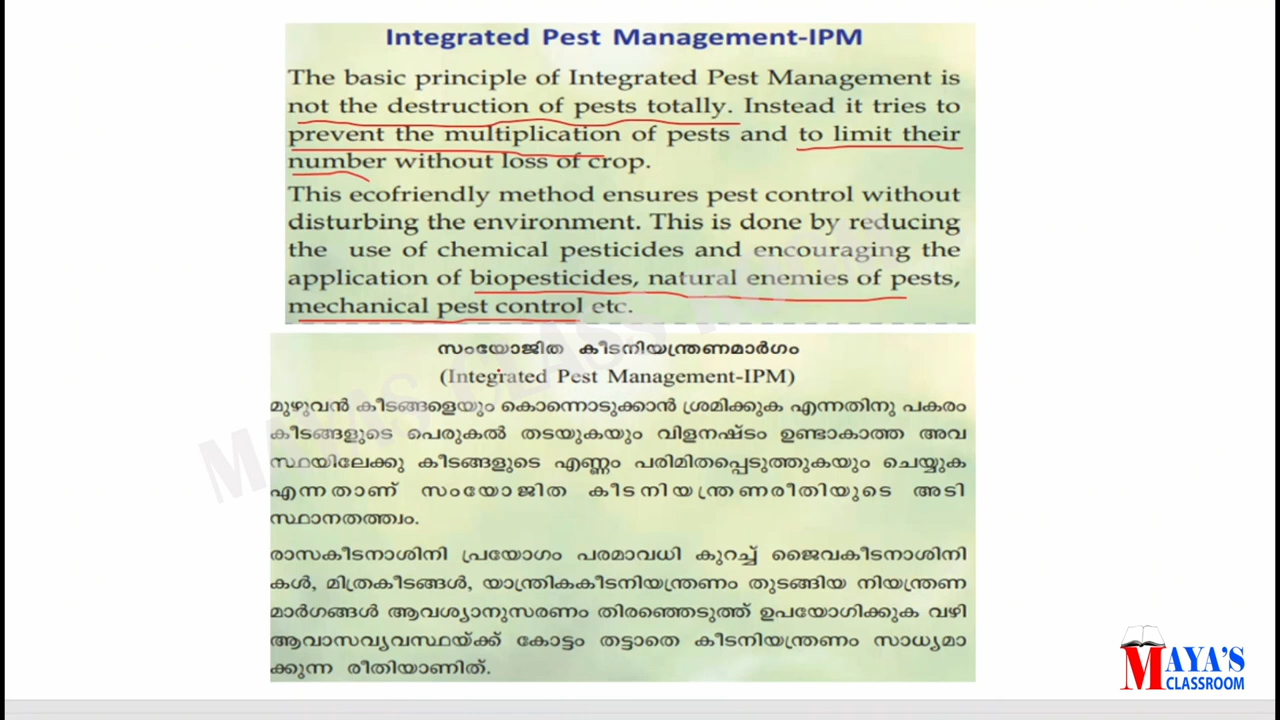 Integrated Pest Management-IPM
The basic principle of Integrated Pest Management is
not the destruction of pests totally. Instead it tries to
prevent the multiplication of pests and to limit their
number without loss of crop.
This ecofriendly method ensures pest control without
disturbing the environment. This is done by reducing
the use of chemical pesticides and encouraging the
application of biopesticides, natural enemies of pests,
mechanical pest control etc.
സംയോജിത കീടനിയന്ത്രണമാർഗം
(Integrated Pest Management-IPM)
മുഴുവൻ കീടങ്ങളെയും കൊന്നൊടുക്കാൻ ശ്രമിക്കുക എന്നതിനു പകരം
കീടങ്ങളുടെ പെരുകൽ തടയുകയും വിളനഷ്ടം ഉണ്ടാകാത്ത അവ
സ്ഥയിലേക്കു കീടങ്ങളുടെ എണ്ണം പരിമിതപ്പെടുത്തുകയും ചെയ്യുക
എന്നതാണ് സംയോജിത കീടനിയന്ത്രണരീതിയുടെ അടി
സ്ഥാനതത്ത്വം.
രാസകീടനാശിനി പ്രയോഗം പരമാവധി കുറച്ച് ജൈവകീടനാശിനി
കൾ, മിത്രകീടങ്ങൾ, യാന്ത്രികകീടനിയന്ത്രണം തുടങ്ങിയ നിയന്ത്രണ
മാർഗങ്ങൾ ആവശ്യാനുസരണം തിരഞ്ഞെടുത്ത് ഉപയോഗിക്കുക വഴി
ആവാസവ്യവസ്ഥയ്ക്ക് കോട്ടം തട്ടാതെ കീടനിയന്ത്രണം സാധ്യമാ
ക്കുന്ന രീതിയാണിത്.
MAYA'S
CLASSROOM